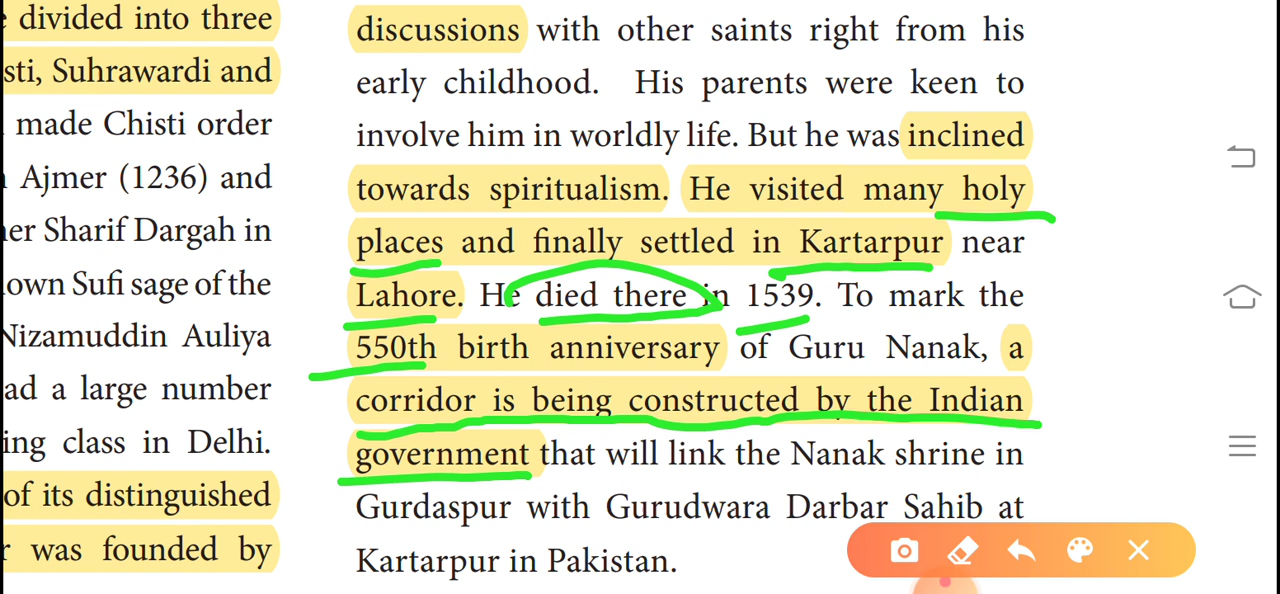 divided into three
sti, Suhrawardi and
made Chisti order
Ajmer (1236) and
Sharif Dargah in
own Sufi sage of the
Nizamuddin Auliya
ad a large number
ing class in Delhi.
of its distinguished
was founded by
discussions with other saints right from his
early childhood. His parents were keen to
involve him in worldly life. But he was inclined
towards spiritualism. He visited many holy
places and finally settled in Kartarpur near
Lahore. He died there in 1539. To mark the
550th birth anniversary of Guru Nanak, a
corridor is being constructed by the Indian
government that will link the Nanak shrine in
Gurdaspur with Gurudwara Darbar Sahib at
Kartarpur in Pakistan.